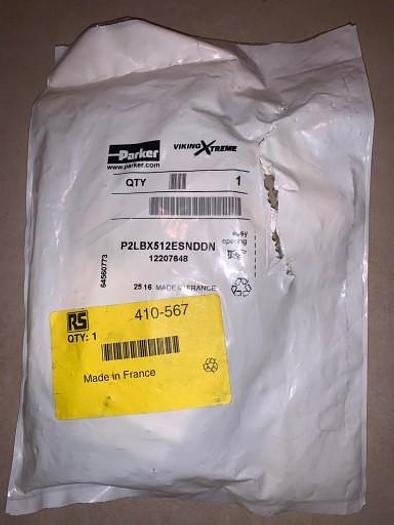 Parker
www.parker.com
VIKING XTREME
QTY 1
P2LBX512ESNDDN
12207648
easy
opening
64560773
25 16 MADE IN FRANCE
RS
410-567
QTY: 1
Made in France